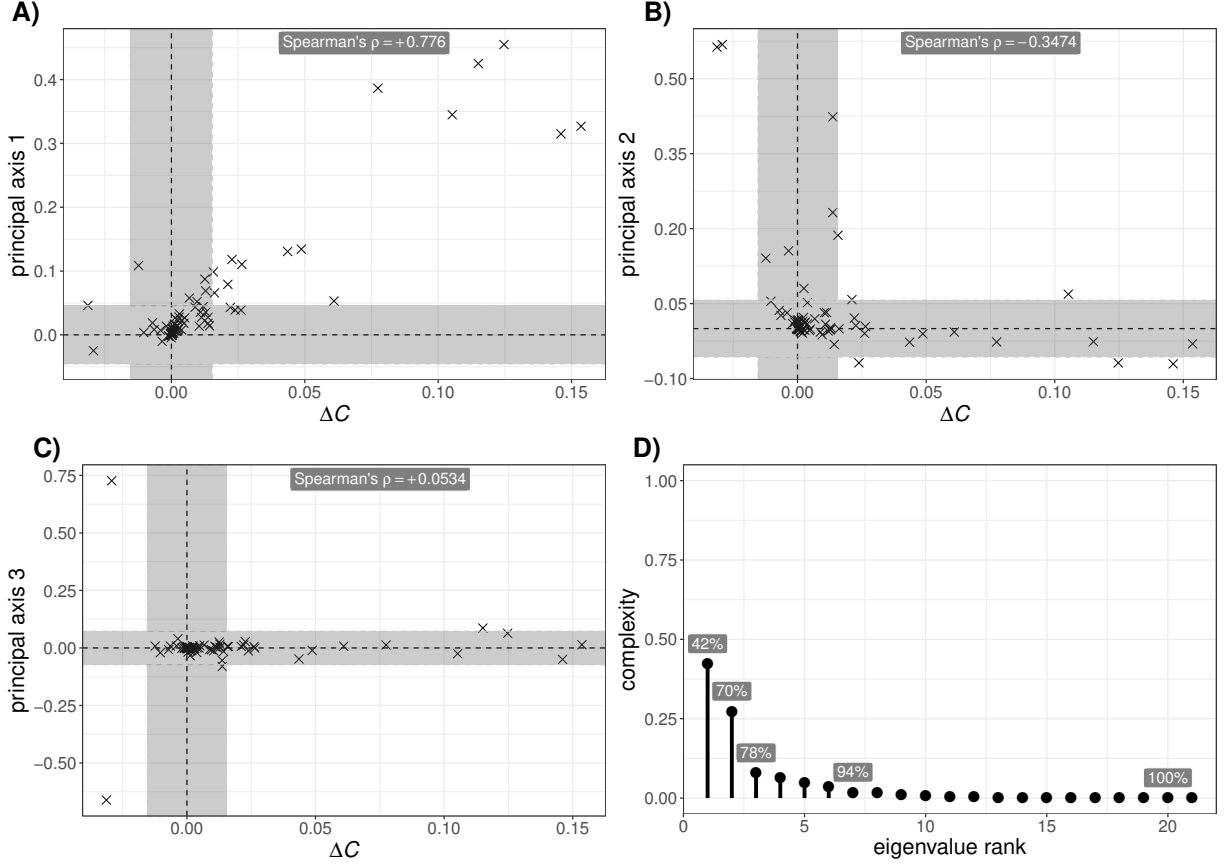 A)
Spearman's ρ = +0.776
principal axis 1
0.4
0.3
0.2
0.1
0.0
0.00
0.05
0.10
0.15
ΔC
B)
Spearman's ρ = −0.3474
principal axis 2
0.50
0.35
0.20
0.05
−0.10
0.00
0.05
0.10
0.15
ΔC
C)
Spearman's ρ = +0.0534
principal axis 3
0.75
0.50
0.25
0.00
−0.25
−0.50
0.00
0.05
0.10
0.15
ΔC
D)
complexity
1.00
0.75
0.50
0.25
0.00
42%
70%
78%
94%
100%
0
5
10
15
20
eigenvalue rank